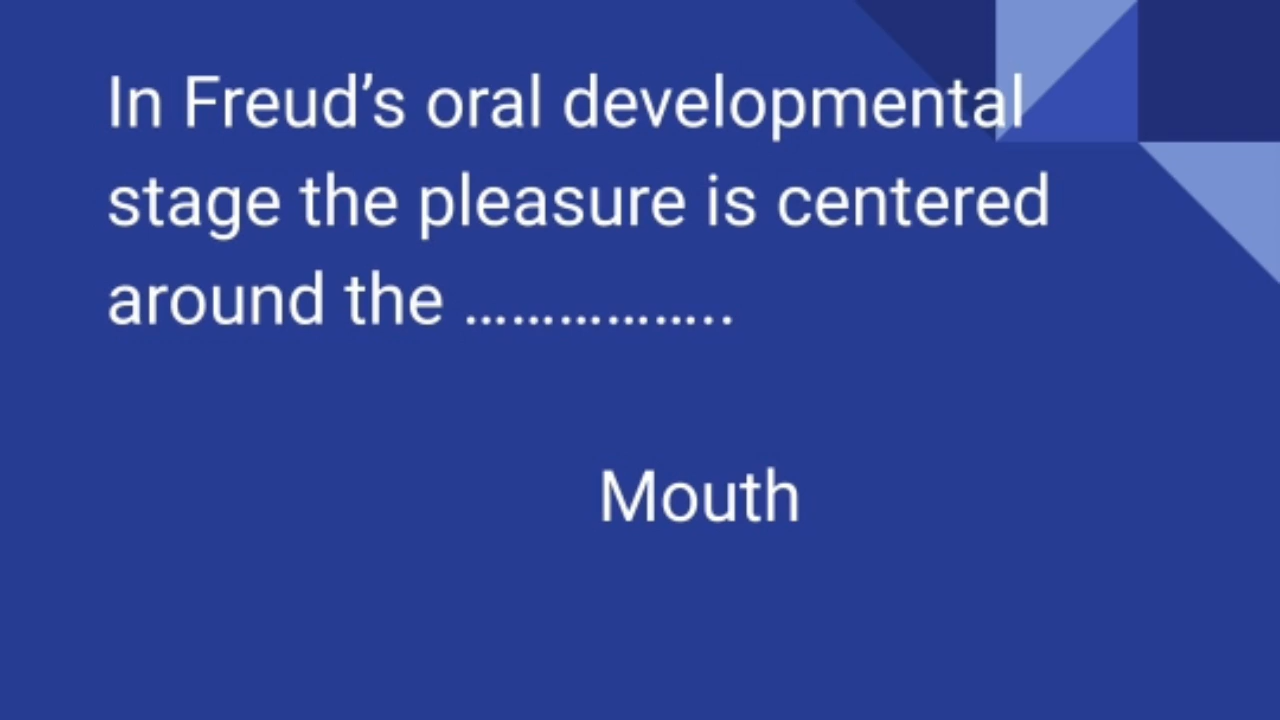 In Freud’s oral developmental
stage the pleasure is centered
around the ……………..
Mouth